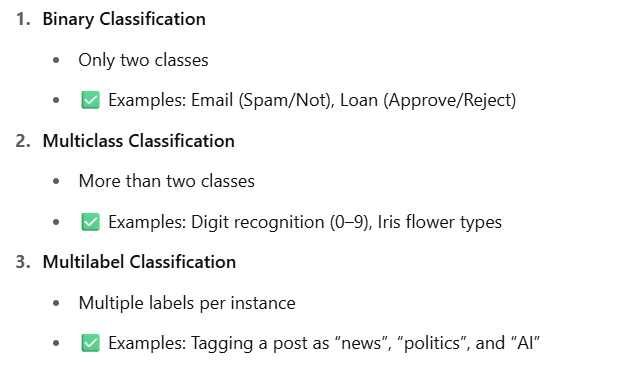 1. Binary Classification
• Only two classes
• ✅ Examples: Email (Spam/Not), Loan (Approve/Reject)
2. Multiclass Classification
• More than two classes
• ✅ Examples: Digit recognition (0–9), Iris flower types
3. Multilabel Classification
• Multiple labels per instance
• ✅ Examples: Tagging a post as “news”, “politics”, and “AI”